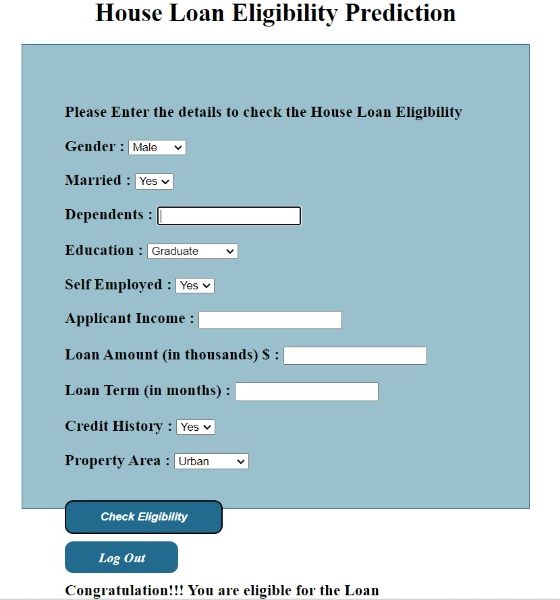 House Loan Eligibility Prediction
Please Enter the details to check the House Loan Eligibility
Gender : Male
Married : Yes
Dependents :
Education : Graduate
Self Employed : Yes
Applicant Income :
Loan Amount (in thousands) $ :
Loan Term (in months) :
Credit History : Yes
Property Area : Urban
Check Eligibility
Log Out
Congratulation!!! You are eligible for the Loan